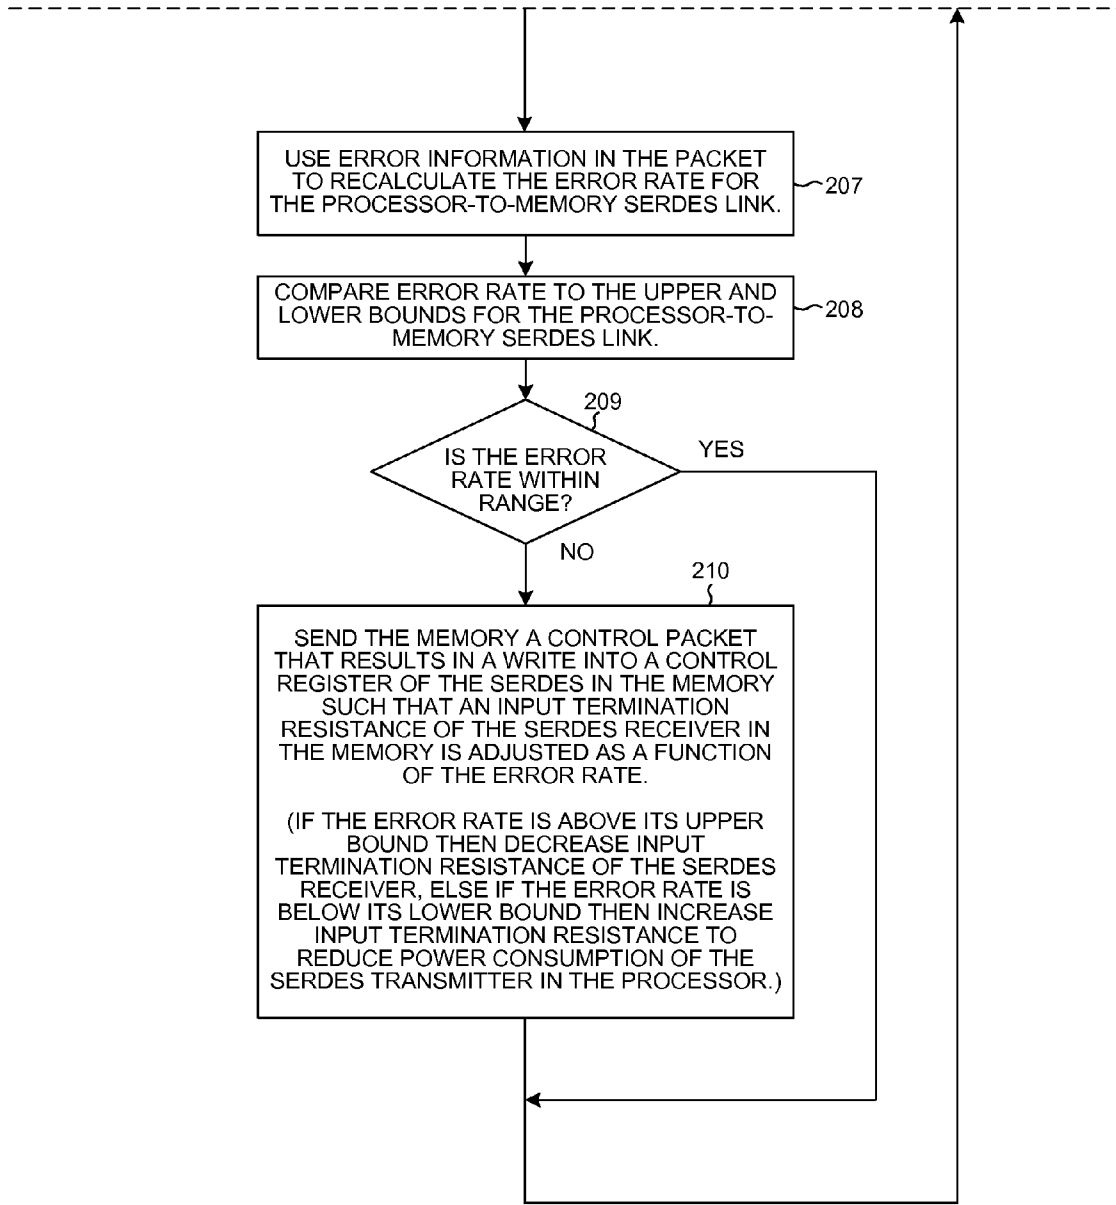 USE ERROR INFORMATION IN THE PACKET
TO RECALCULATE THE ERROR RATE FOR
THE PROCESSOR-TO-MEMORY SERDES LINK.
207
COMPARE ERROR RATE TO THE UPPER AND
LOWER BOUNDS FOR THE PROCESSOR-TO-
MEMORY SERDES LINK.
208
209
IS THE ERROR
RATE WITHIN
RANGE?
YES
NO
210
SEND THE MEMORY A CONTROL PACKET
THAT RESULTS IN A WRITE INTO A CONTROL
REGISTER OF THE SERDES IN THE MEMORY
SUCH THAT AN INPUT TERMINATION
RESISTANCE OF THE SERDES RECEIVER IN
THE MEMORY IS ADJUSTED AS A FUNCTION
OF THE ERROR RATE.
(IF THE ERROR RATE IS ABOVE ITS UPPER
BOUND THEN DECREASE INPUT
TERMINATION RESISTANCE OF THE SERDES
RECEIVER, ELSE IF THE ERROR RATE IS
BELOW ITS LOWER BOUND THEN INCREASE
INPUT TERMINATION RESISTANCE TO
REDUCE POWER CONSUMPTION OF THE
SERDES TRANSMITTER IN THE PROCESSOR.)